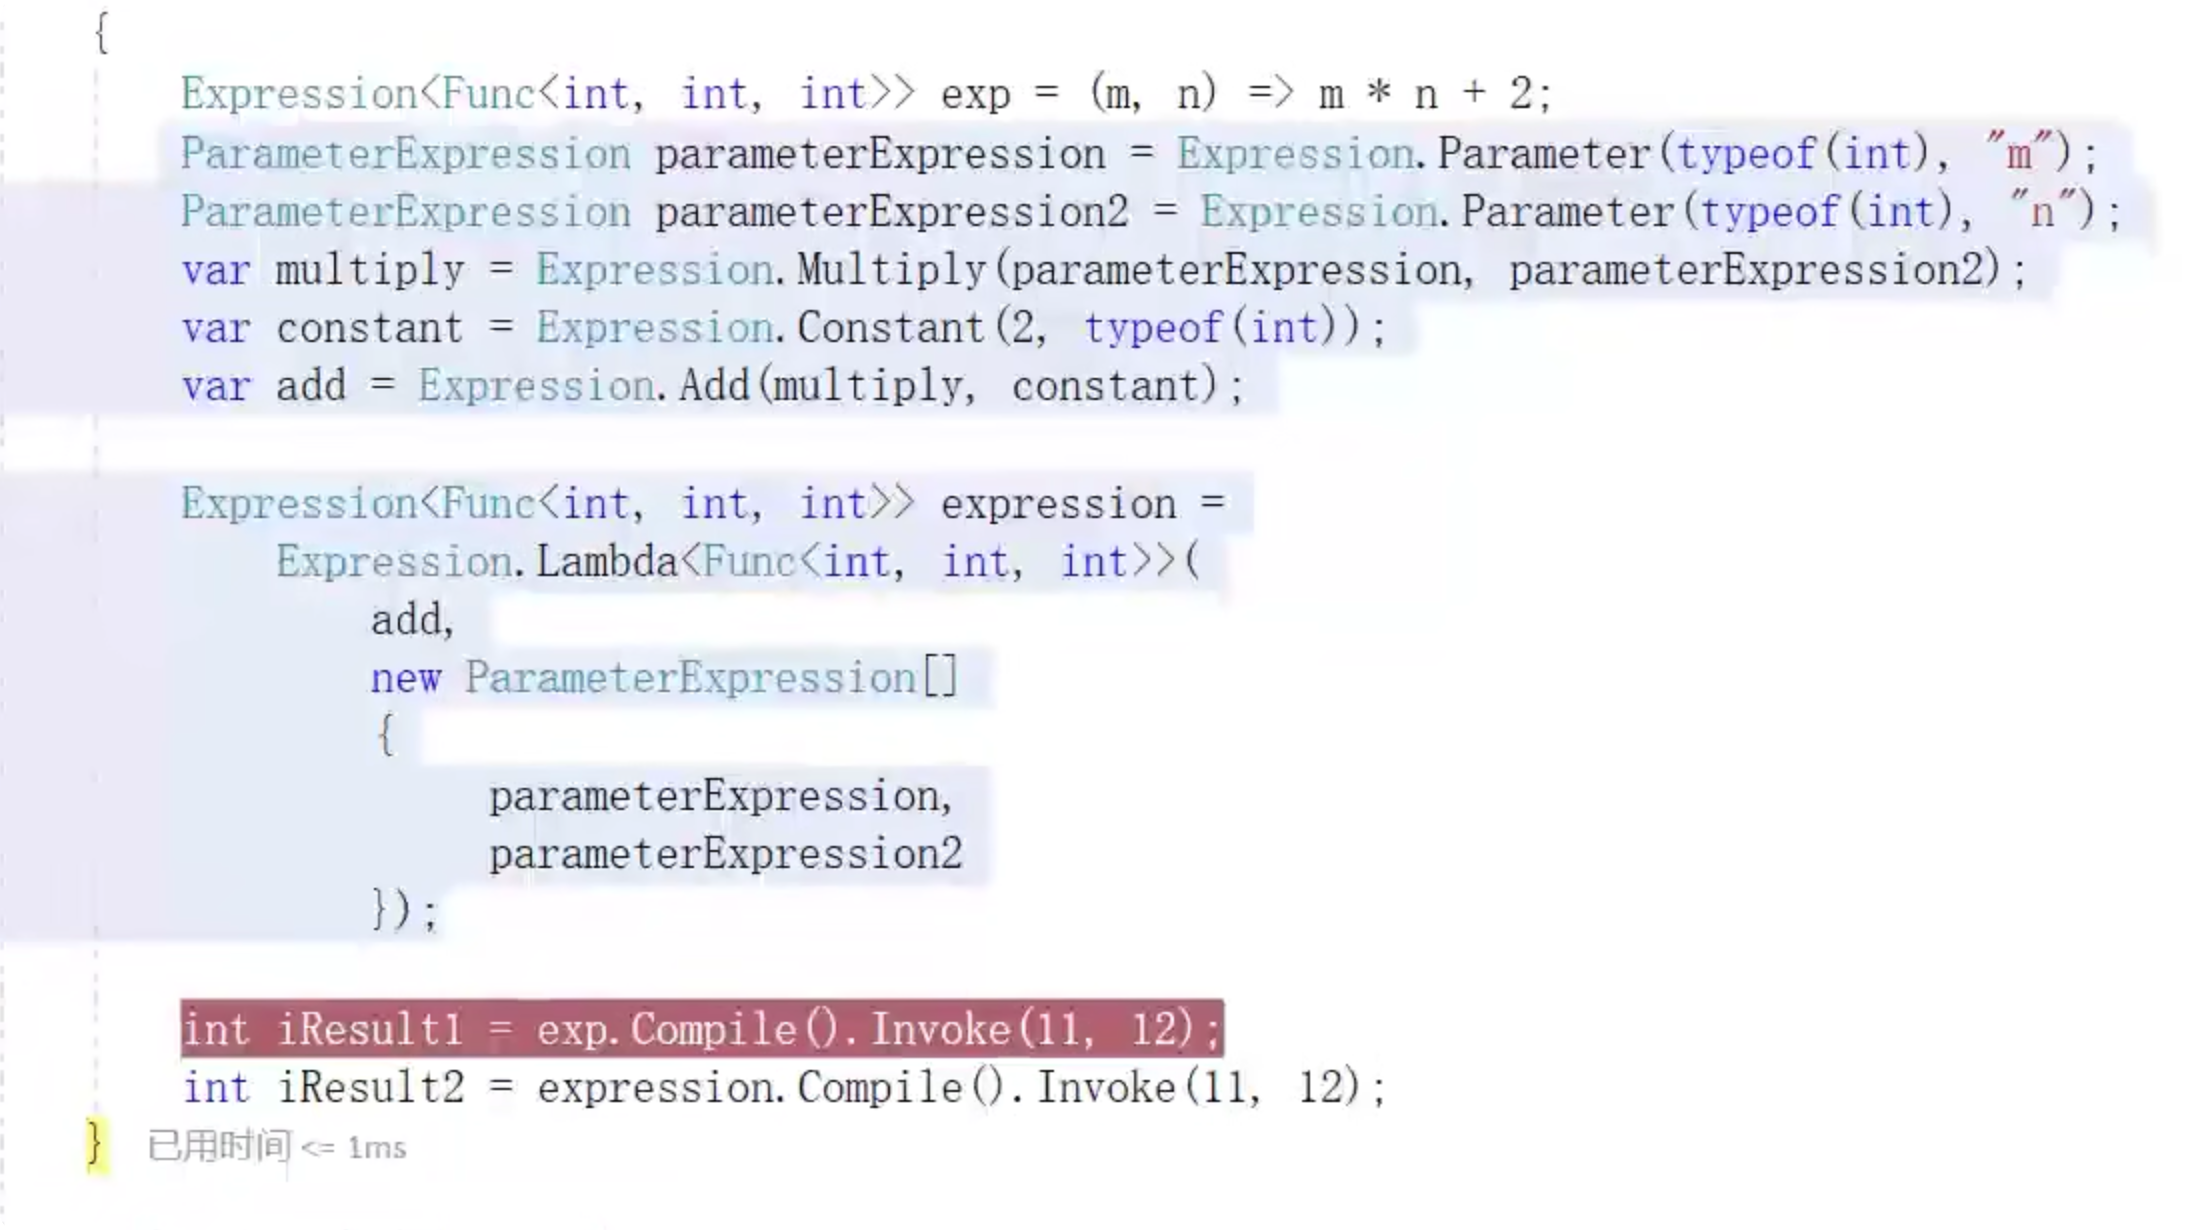 {
Expression<Func<int, int, int>> exp = (m, n) => m * n + 2;
ParameterExpression parameterExpression = Expression.Parameter(typeof(int), "m");
ParameterExpression parameterExpression2 = Expression.Parameter(typeof(int), "n");
var multiply = Expression.Multiply(parameterExpression, parameterExpression2);
var constant = Expression.Constant(2, typeof(int));
var add = Expression.Add(multiply, constant);
Expression<Func<int, int, int>> expression =
Expression.Lambda<Func<int, int, int>>(
add,
new ParameterExpression[]
{
parameterExpression,
parameterExpression2
});
int iResult1 = exp.Compile().Invoke(11, 12);
int iResult2 = expression.Compile().Invoke(11, 12);
} 已用时间 <= 1ms